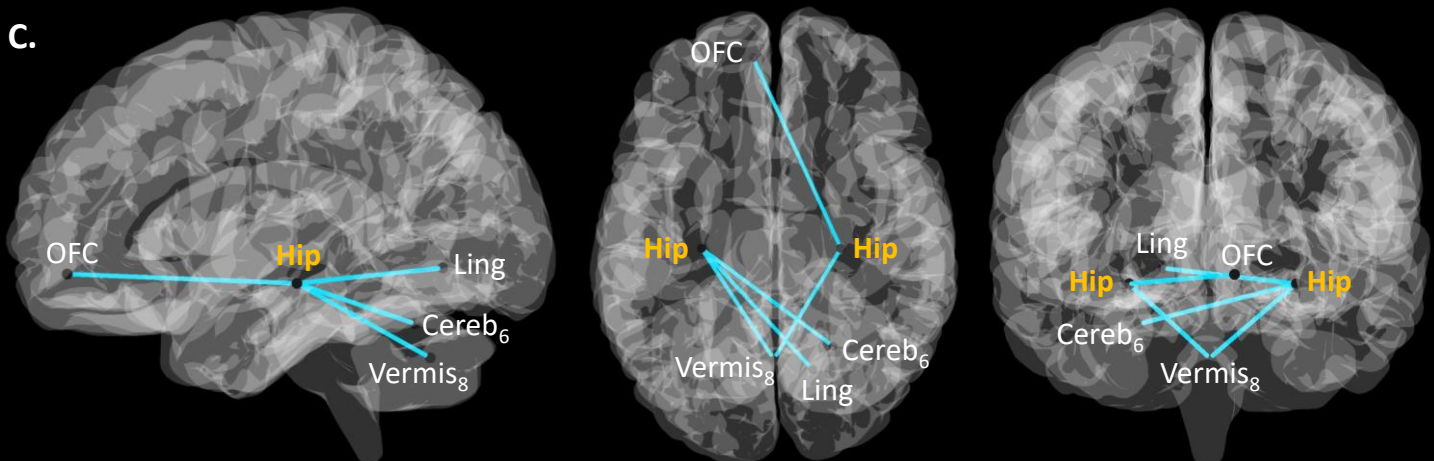 C.
OFC
Hip
Ling
Cereb₆
Vermis₈
OFC
Hip
Hip
Vermis₈
Cereb₆
Ling
Ling
OFC
Hip
Hip
Cereb₆
Vermis₈